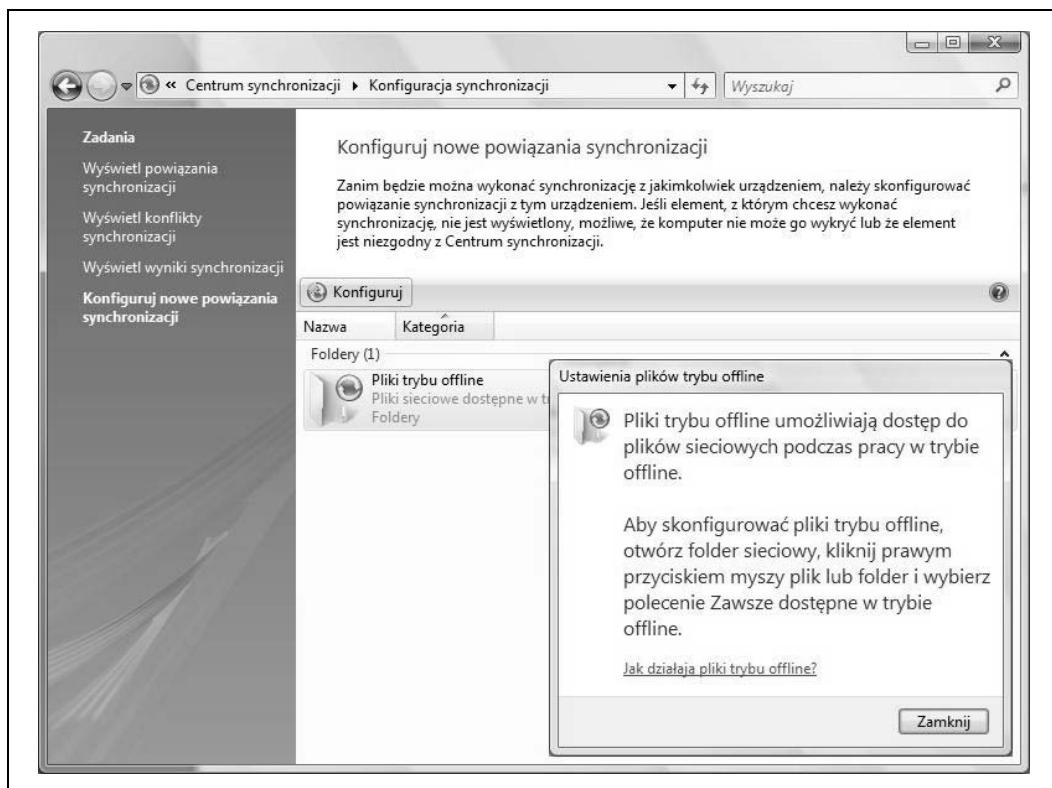 « Centrum synchronizacji ▸ Konfiguracja synchronizacji
Wyszukaj
Zadania
Wyświetl powiązania
synchronizacji
Wyświetl konflikty
synchronizacji
Wyświetl wyniki synchronizacji
Konfiguruj nowe powiązania
synchronizacji
Konfiguruj nowe powiązania synchronizacji
Zanim będzie można wykonać synchronizację z jakimkolwiek urządzeniem, należy skonfigurować
powiązanie synchronizacji z tym urządzeniem. Jeśli element, z którym chcesz wykonać
synchronizację, nie jest wyświetlony, możliwe, że komputer nie może go wykryć lub że element
jest niezgodny z Centrum synchronizacji.
Konfiguruj
Nazwa Kategoria
Foldery (1)
Pliki trybu offline
Pliki sieciowe dostępne w
Foldery
Ustawienia plików trybu offline
Pliki trybu offline umożliwiają dostęp do
plików sieciowych podczas pracy w trybie
offline.
Aby skonfigurować pliki trybu offline,
otwórz folder sieciowy, kliknij prawym
przyciskiem myszy plik lub folder i wybierz
polecenie Zawsze dostępne w trybie
offline.
Jak działają pliki trybu offline?
Zamknij